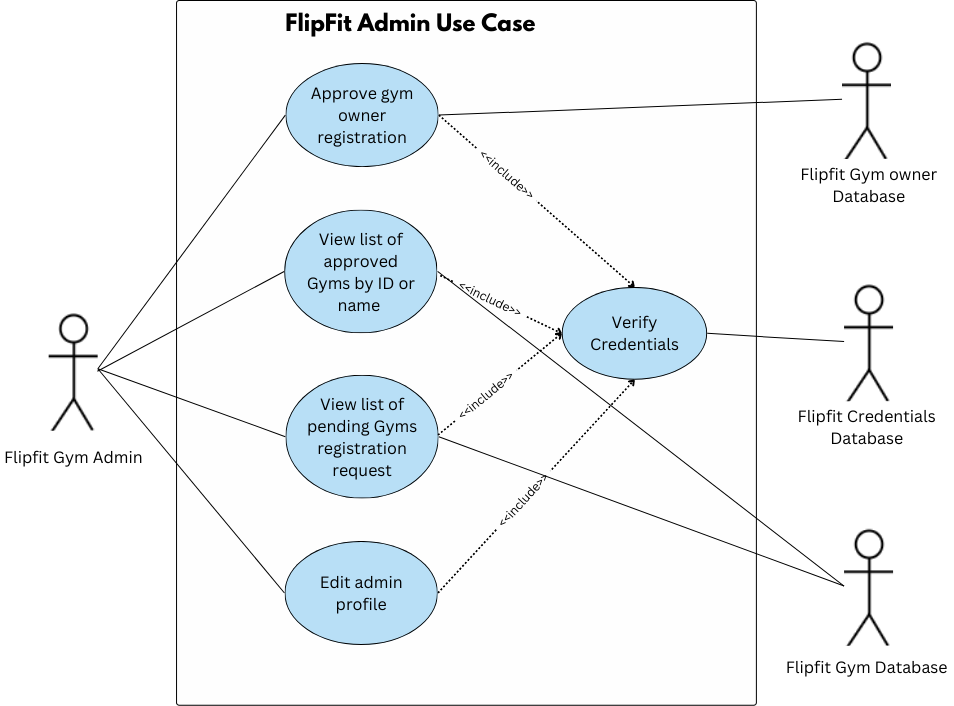 FlipFit Admin Use Case
Approve gym
owner
registration
<<include>>
Flipfit Gym owner
Database
View list of
approved
Gyms by ID or
name
<<include>>
Verify
Credentials
<<include>>
View list of
pending Gyms
registration
request
Flipfit Credentials
Database
Flipfit Gym Admin
<<include>>
Edit admin
profile
Flipfit Gym Database